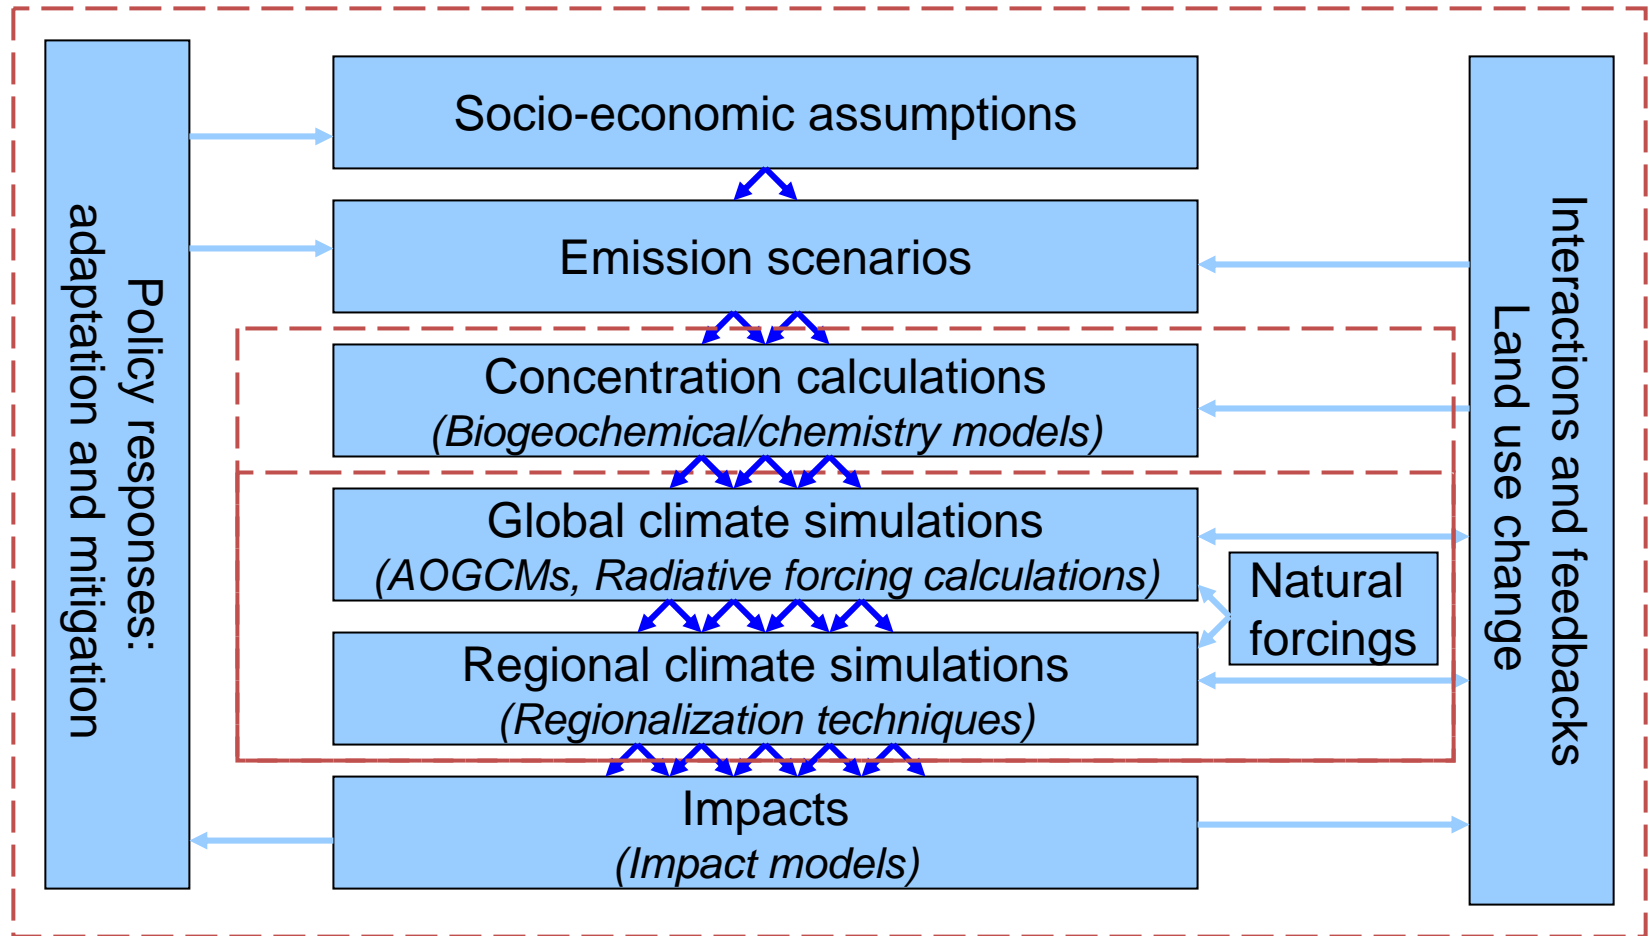 Policy responses:
adaptation and mitigation
Socio-economic assumptions
Emission scenarios
Concentration calculations
(Biogeochemical/chemistry models)
Global climate simulations
(AOGCMs, Radiative forcing calculations)
Regional climate simulations
(Regionalization techniques)
Impacts
(Impact models)
Natural
forcings
Interactions and feedbacks
Land use change